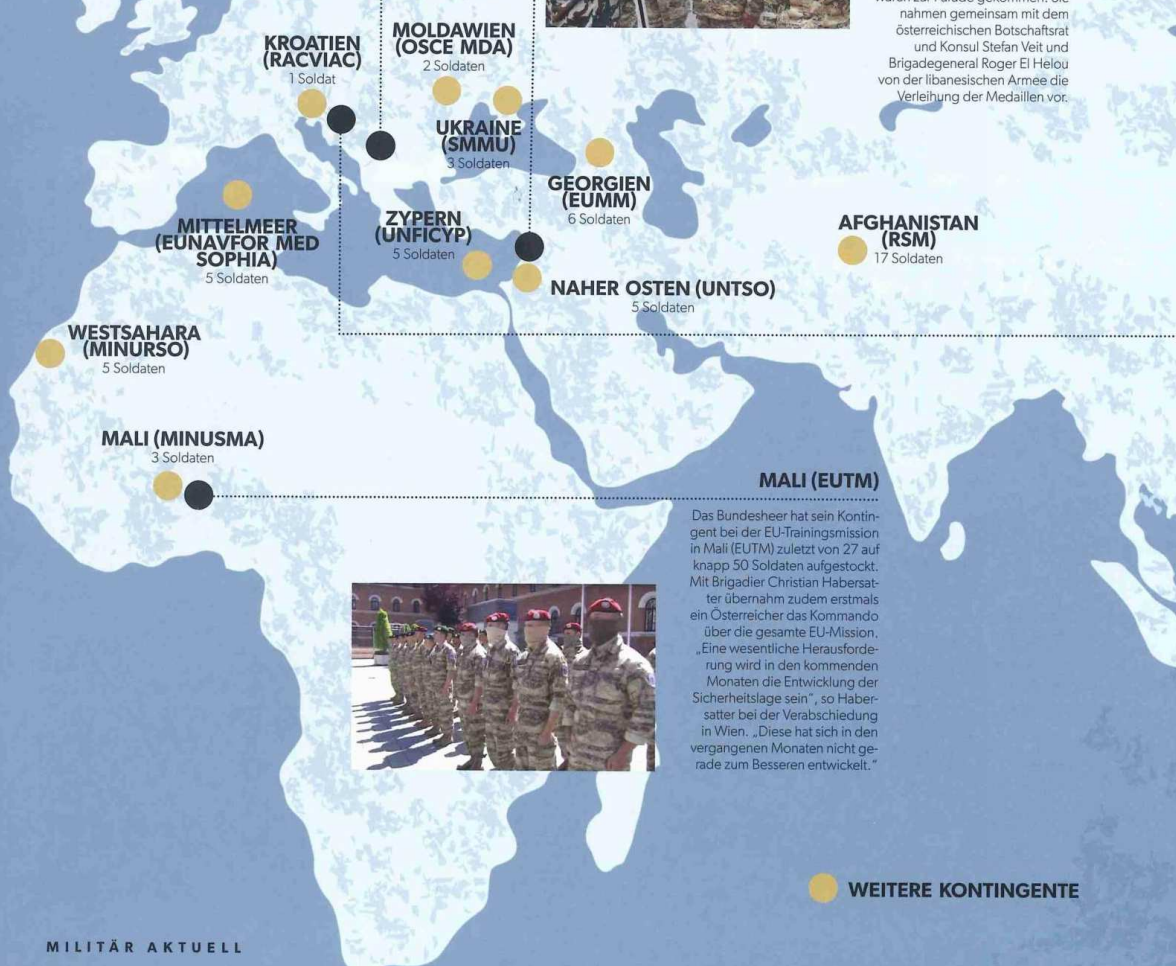 nahmen gemeinsam mit dem
österreichischen Botschaftsrat
und Konsul Stefan Veit und
Brigadegeneral Roger El Helou
von der libanesischen Armee die
Verleihung der Medaillen vor.
KROATIEN
(RACVIAC)
1 Soldat
MOLDAWIEN
(OSCE MDA)
2 Soldaten
UKRAINE
(SMMU)
3 Soldaten
GEORGIEN
(EUMM)
6 Soldaten
MITTELMEER
(EUNAVFOR MED
SOPHIA)
5 Soldaten
ZYPERN
(UNFICYP)
5 Soldaten
AFGHANISTAN
(RSM)
17 Soldaten
NAHER OSTEN (UNTSO)
5 Soldaten
WESTSAHARA
(MINURSO)
5 Soldaten
MALI (MINUSMA)
3 Soldaten
MALI (EUTM)
Das Bundesheer hat sein Kontin-
gent bei der EU-Trainingsmission
in Mali (EUTM) zuletzt von 27 auf
knapp 50 Soldaten aufgestockt.
Mit Brigadier Christian Habersat-
ter übernahm zudem erstmals
ein Österreicher das Kommando
über die gesamte EU-Mission.
„Eine wesentliche Herausforde-
rung wird in den kommenden
Monaten die Entwicklung der
Sicherheitslage sein“, so Haber-
satter bei der Verabschiedung
in Wien. „Diese hat sich in den
vergangenen Monaten nicht ge-
rade zum Besseren entwickelt.“
WEITERE KONTINGENTE
MILITÄR AKTUELL